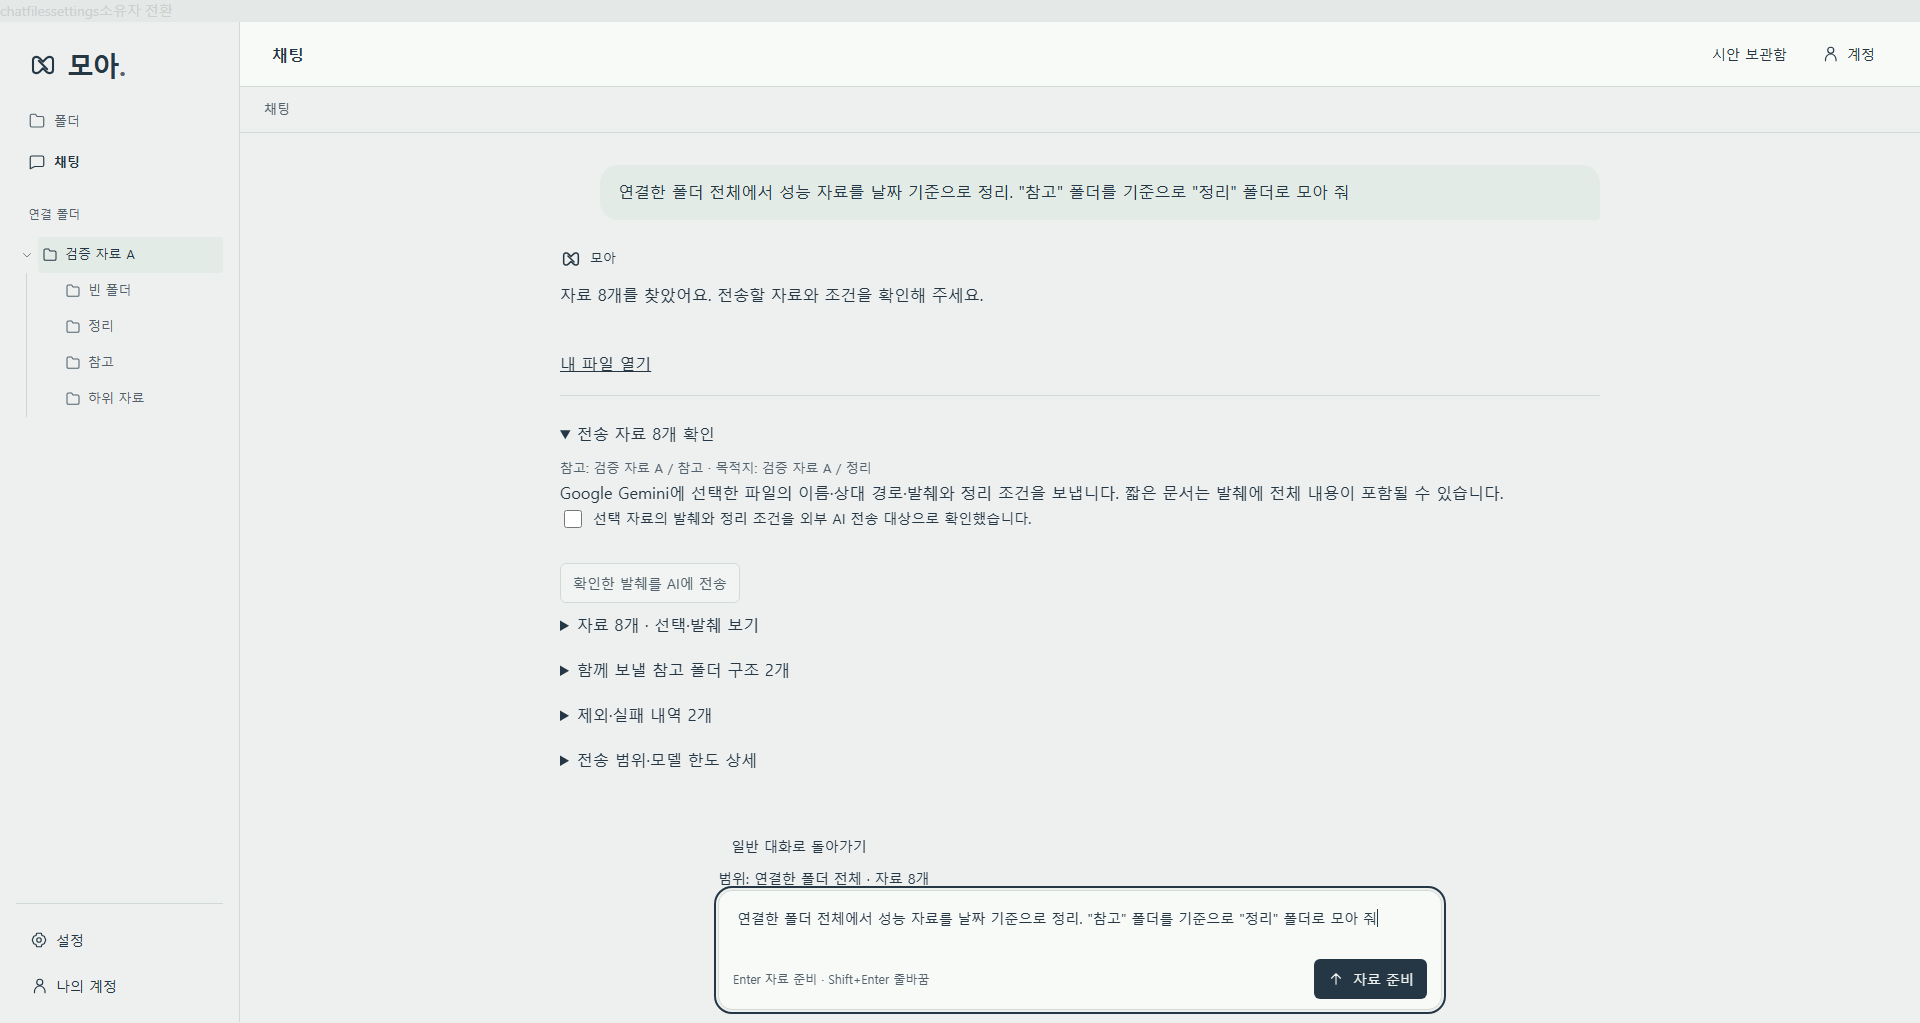 chatfilessettings소유자 전환
모아.
폴더
채팅
연결 폴더
검증 자료 A
빈 폴더
정리
참고
하위 자료
설정
나의 계정
채팅
시안 보관함
계정
채팅
연결한 폴더 전체에서 성능 자료를 날짜 기준으로 정리. "참고" 폴더를 기준으로 "정리" 폴더로 모아 줘
모아
자료 8개를 찾았어요. 전송할 자료와 조건을 확인해 주세요.
내 파일 열기
▼ 전송 자료 8개 확인
참고: 검증 자료 A / 참고 · 목적지: 검증 자료 A / 정리
Google Gemini에 선택한 파일의 이름·상대 경로·발췌와 정리 조건을 보냅니다. 짧은 문서는 발췌에 전체 내용이 포함될 수 있습니다.
선택 자료의 발췌와 정리 조건을 외부 AI 전송 대상으로 확인했습니다.
확인한 발췌를 AI에 전송
▶ 자료 8개 · 선택·발췌 보기
▶ 함께 보낼 참고 폴더 구조 2개
▶ 제외·실패 내역 2개
▶ 전송 범위·모델 한도 상세
일반 대화로 돌아가기
범위: 연결한 폴더 전체 · 자료 8개
연결한 폴더 전체에서 성능 자료를 날짜 기준으로 정리. "참고" 폴더를 기준으로 "정리" 폴더로 모아 줘
Enter 자료 준비 · Shift+Enter 줄바꿈
↑ 자료 준비